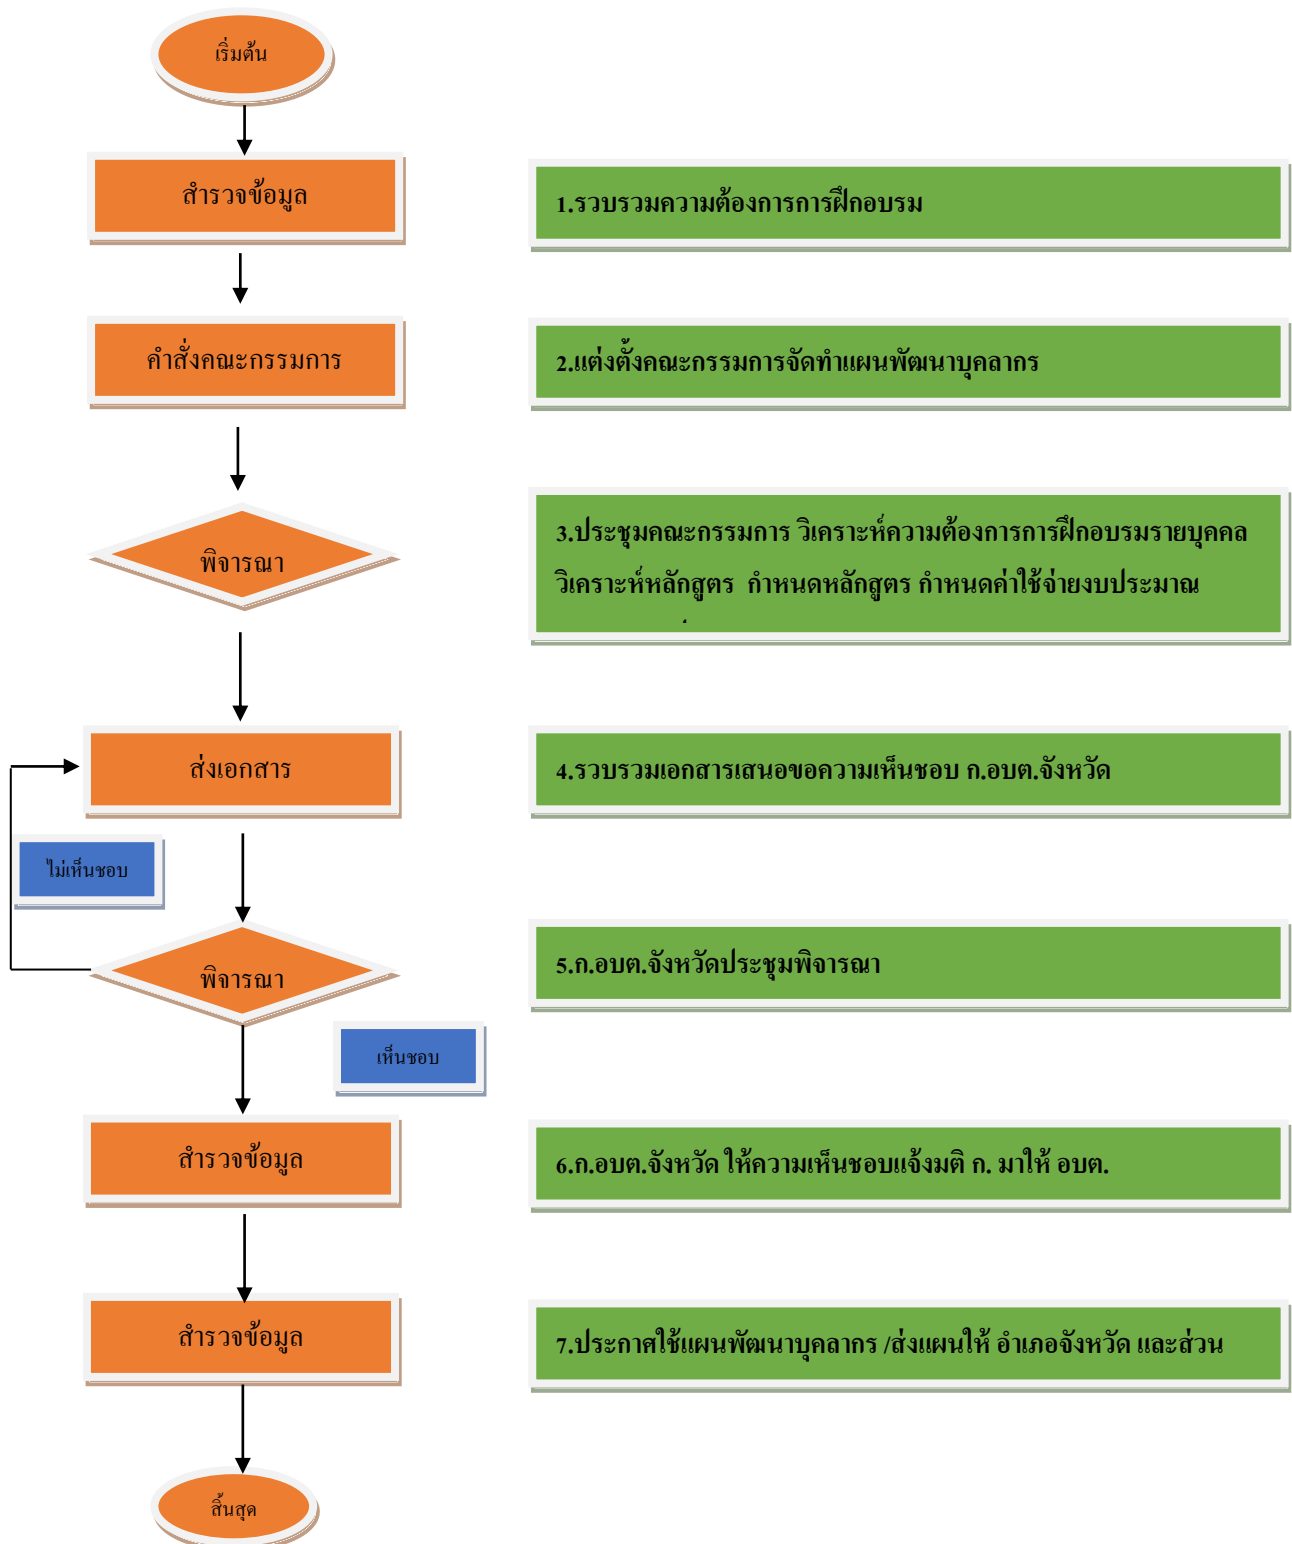 เริ่มต้น
สำรวจข้อมูล
1.รวบรวมความต้องการการฝึกอบรม
คำสั่งคณะกรรมการ
2.แต่งตั้งคณะกรรมการจัดทำแผนพัฒนาบุคลากร
พิจารณา
3.ประชุมคณะกรรมการ วิเคราะห์ความต้องการการฝึกอบรมรายบุคคล
วิเคราะห์หลักสูตร กำหนดหลักสูตร กำหนดค่าใช้จ่ายงบประมาณ
ส่งเอกสาร
4.รวบรวมเอกสารเสนอขอความเห็นชอบ ก.อบต.จังหวัด
ไม่เห็นชอบ
พิจารณา
5.ก.อบต.จังหวัดประชุมพิจารณา
เห็นชอบ
สำรวจข้อมูล
6.ก.อบต.จังหวัด ให้ความเห็นชอบแจ้งมติ ก. มาให้ อบต.
สำรวจข้อมูล
7.ประกาศใช้แผนพัฒนาบุคลากร /ส่งแผนให้ อำเภอจังหวัด และส่วน
สิ้นสุด